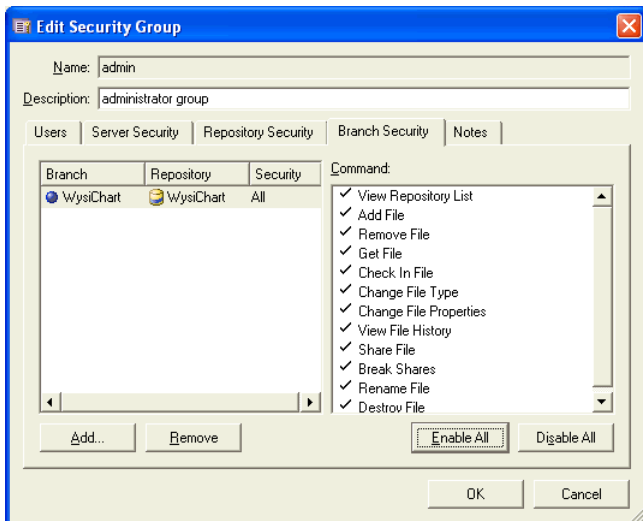 Edit Security Group
Name: admin
Description: administrator group
Users Server Security Repository Security Branch Security Notes
Branch Repository Security
WysiChart WysiChart All
Command:
View Repository List
Add File
Remove File
Get File
Check In File
Change File Type
Change File Properties
View File History
Share File
Break Shares
Rename File
Destroy File
Add... Remove Enable All Disable All
OK Cancel